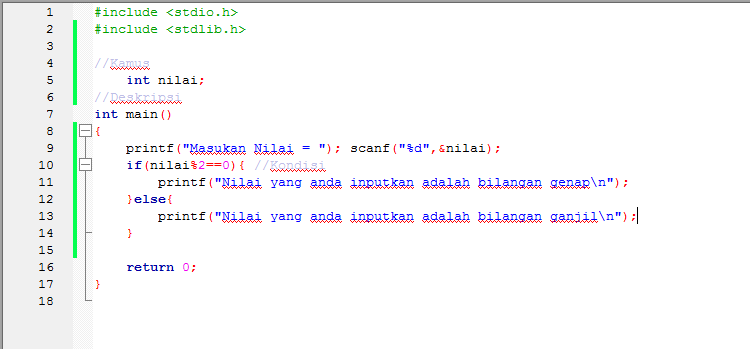 1 #include <stdio.h>
2 #include <stdlib.h>
3
4 //Kamus
5 int nilai;
6 //Deskripsi
7 int main()
8 {
9 printf("Masukan Nilai = "); scanf("%d",&nilai);
10 if(nilai%2==0){ //Kondisi
11 printf("Nilai yang anda inputkan adalah bilangan genap\n");
12 }else{
13 printf("Nilai yang anda inputkan adalah bilangan ganjil\n");
14 }
15
16 return 0;
17 }
18